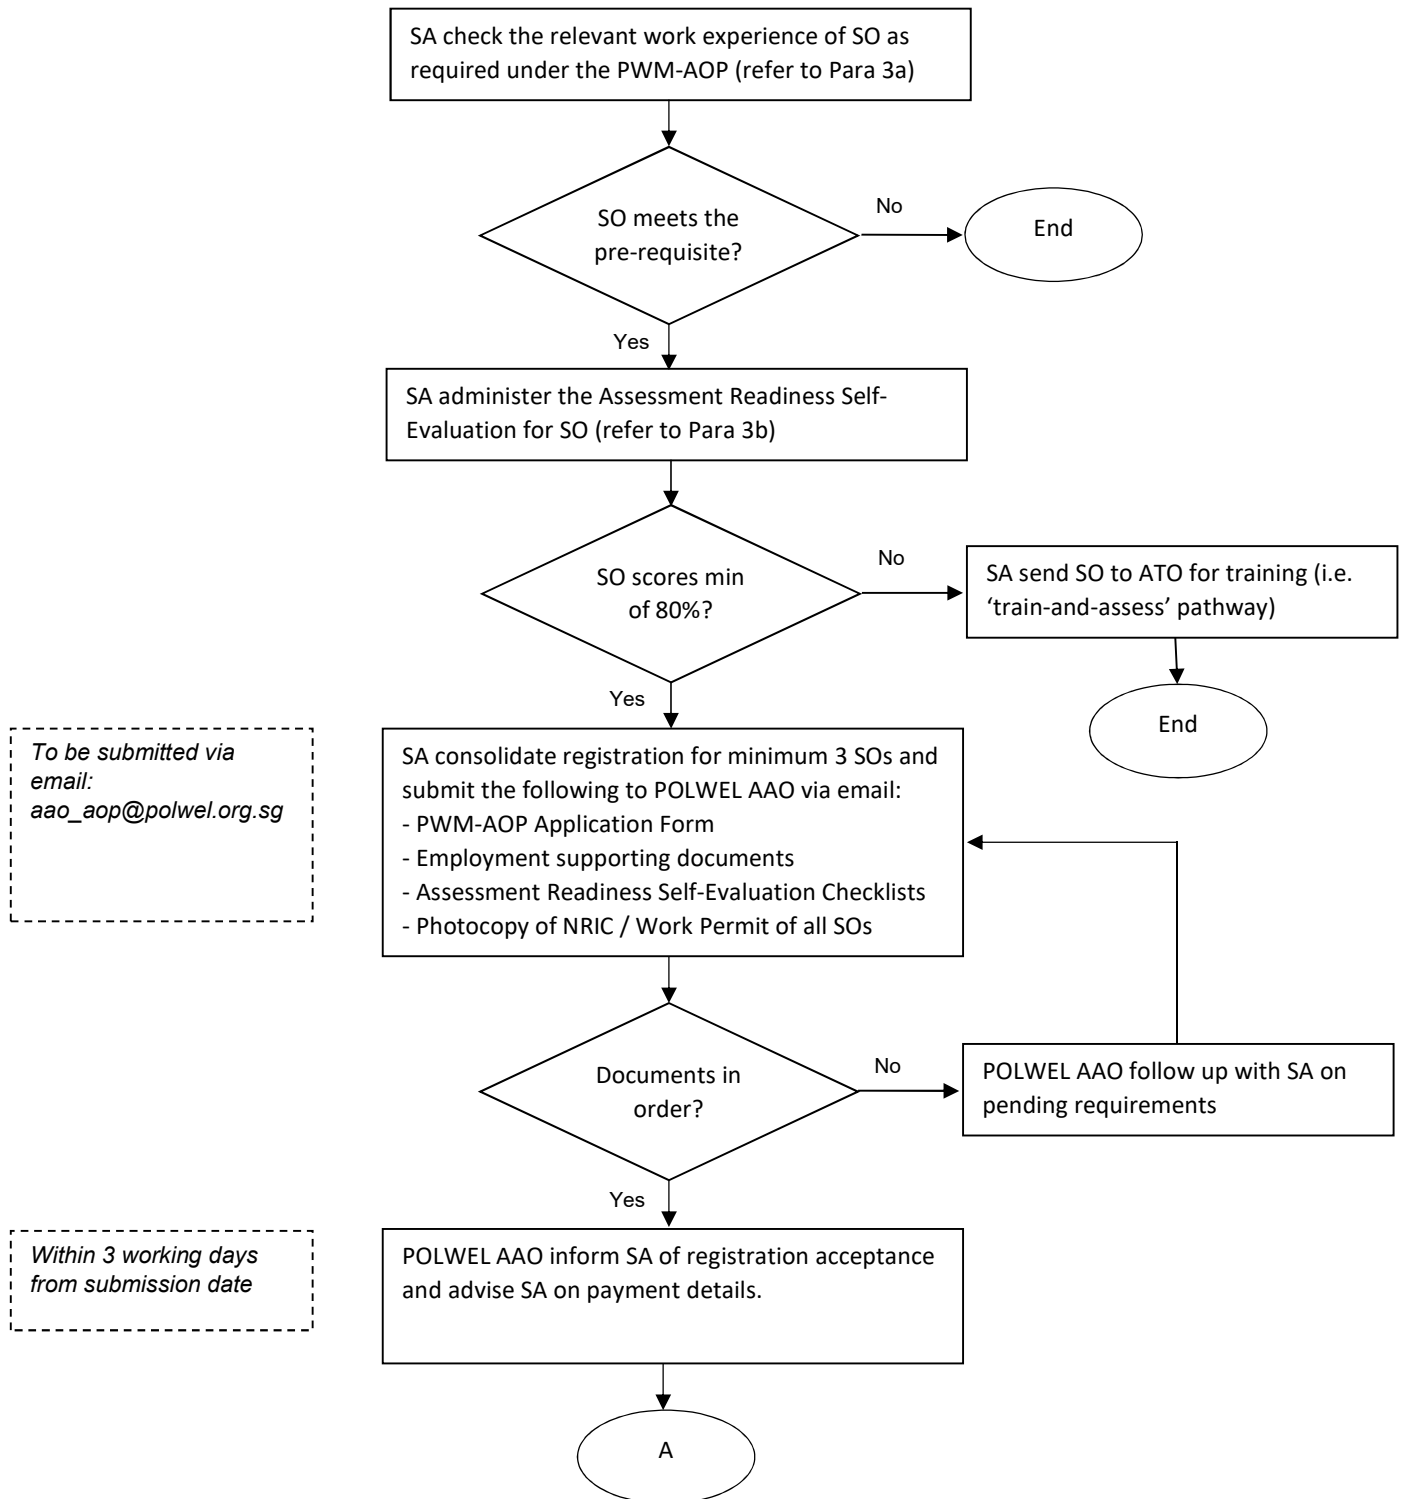 SA check the relevant work experience of SO as
required under the PWM-AOP (refer to Para 3a)
SO meets the
pre-requisite?
No
End
Yes
SA administer the Assessment Readiness Self-
Evaluation for SO (refer to Para 3b)
SO scores min
of 80%?
No
SA send SO to ATO for training (i.e.
‘train-and-assess’ pathway)
End
Yes
To be submitted via
email:
aao_aop@polwel.org.sg
SA consolidate registration for minimum 3 SOs and
submit the following to POLWEL AAO via email:
- PWM-AOP Application Form
- Employment supporting documents
- Assessment Readiness Self-Evaluation Checklists
- Photocopy of NRIC / Work Permit of all SOs
Documents in
order?
No
POLWEL AAO follow up with SA on
pending requirements
Yes
Within 3 working days
from submission date
POLWEL AAO inform SA of registration acceptance
and advise SA on payment details.
A